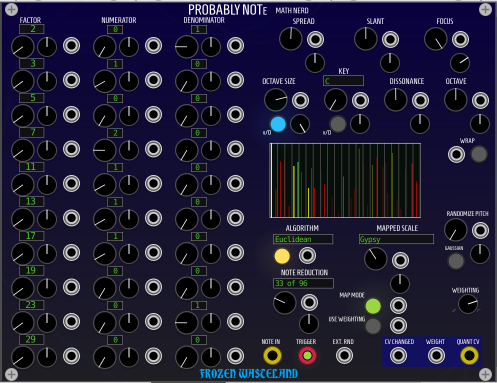 PROBABLY NOTE MATH NERD
FACTOR NUMERATOR DENOMINATOR SPREAD SLANT FOCUS
2 0 1
3 1 0
OCTAVE SIZE KEY DISSONANCE OCTAVE
C
5 0 0
V/O V/O
7 2 0
WRAP
11 1 0
13 1 0
RANDOMIZE PITCH
ALGORITHM MAPPED SCALE
17 1 0
Euclidean Gypsy
GAUSSIAN
19 0 0
NOTE REDUCTION
33 of 96
MAP MODE WEIGHTING
23 0 1
USE WEIGHTING
29 0 0
NOTE IN TRIGGER EXT. RND CV CHANGED WEIGHT QUANT CV
FROZEN WASTELAND